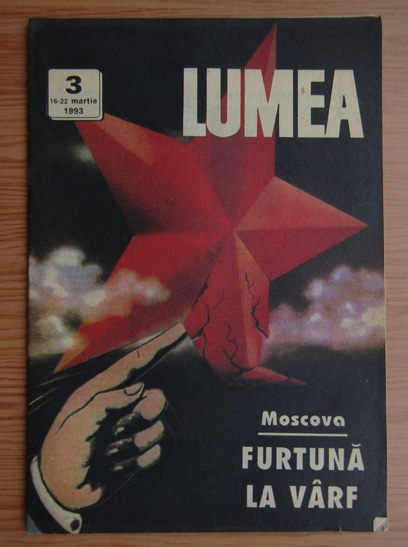 3
16-22 martie
1993
LUMEA
Moscova
FURTUNĂ
LA VÂRF